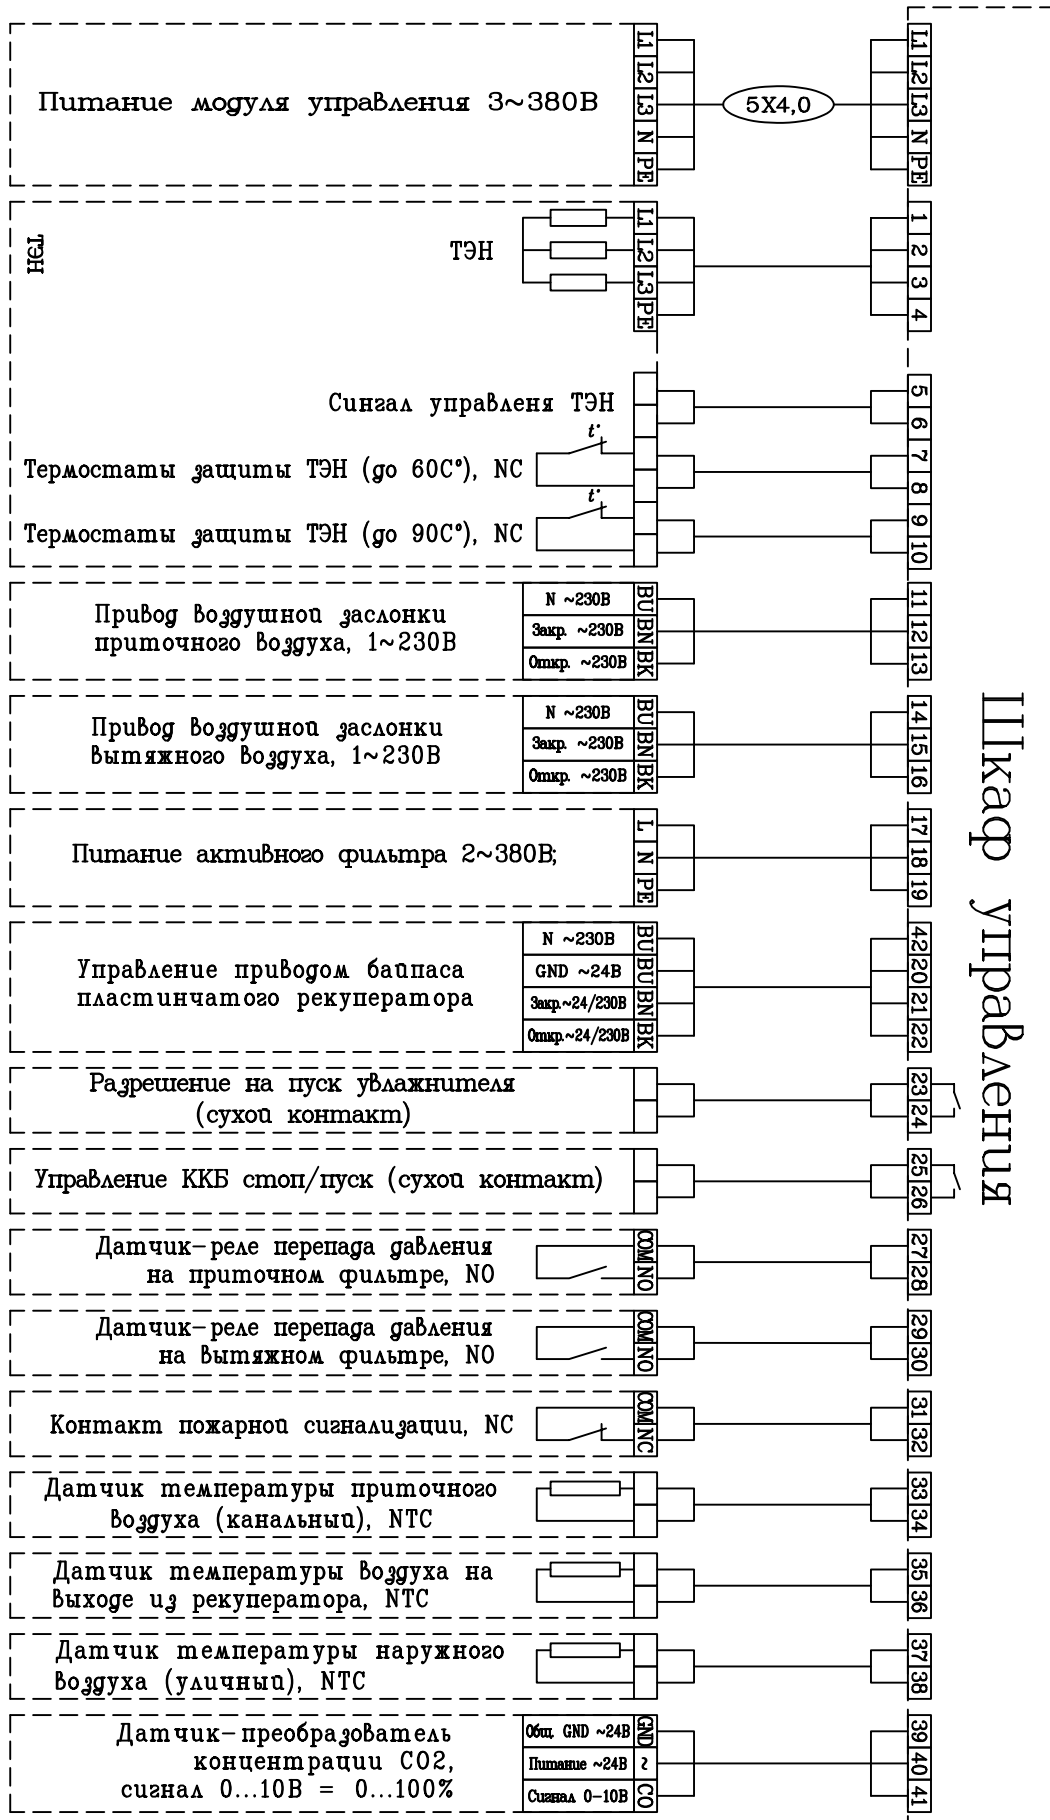 Питание модуля управления 3~380В
L1
L2
L3
N
PE
5X4,0
L1
L2
L3
N
PE
ТЭН
ТЭН
L1
L2
L3
PE
1
2
3
4
Сингал управленя ТЭН
5
6
t°
Термостаты защиты ТЭН (до 60С°), NC
7
8
t°
Термостаты защиты ТЭН (до 90С°), NC
9
10
Привод воздушной заслонки
приточного воздуха, 1~230В
N ~230В
Закр. ~230В
Откр. ~230В
BU
BN
BK
11
12
13
Привод воздушной заслонки
вытяжного воздуха, 1~230В
N ~230В
Закр. ~230В
Откр. ~230В
BU
BN
BK
14
15
16
Питание активного фильтра 2~380В;
L
N
PE
17
18
19
Управление приводом байпаса
пластинчатого рекуператора
N ~230В
GND ~24В
Закр.~24/230В
Откр.~24/230В
BU
BU
BN
BK
42
20
21
22
Разрешение на пуск увлажнителя
(сухой контакт)
23
24
Управление ККБ стоп/пуск (сухой контакт)
25
26
Датчик-реле перепада давления
на приточном фильтре, NO
COM
NO
27
28
Датчик-реле перепада давления
на вытяжном фильтре, NO
COM
NO
29
30
Контакт пожарной сигнализации, NC
COM
NC
31
32
Датчик температуры приточного
воздуха (канальный), NTC
33
34
Датчик температуры воздуха на
выходе из рекуператора, NTC
35
36
Датчик температуры наружного
воздуха (уличный), NTC
37
38
Датчик-преобразователь
концентрации СО2,
сигнал 0...10В = 0...100%
Общ. GND ~24В
Питание ~24В
Сигнал 0-10В
GND
~
CO
39
40
41
Шкаф управления